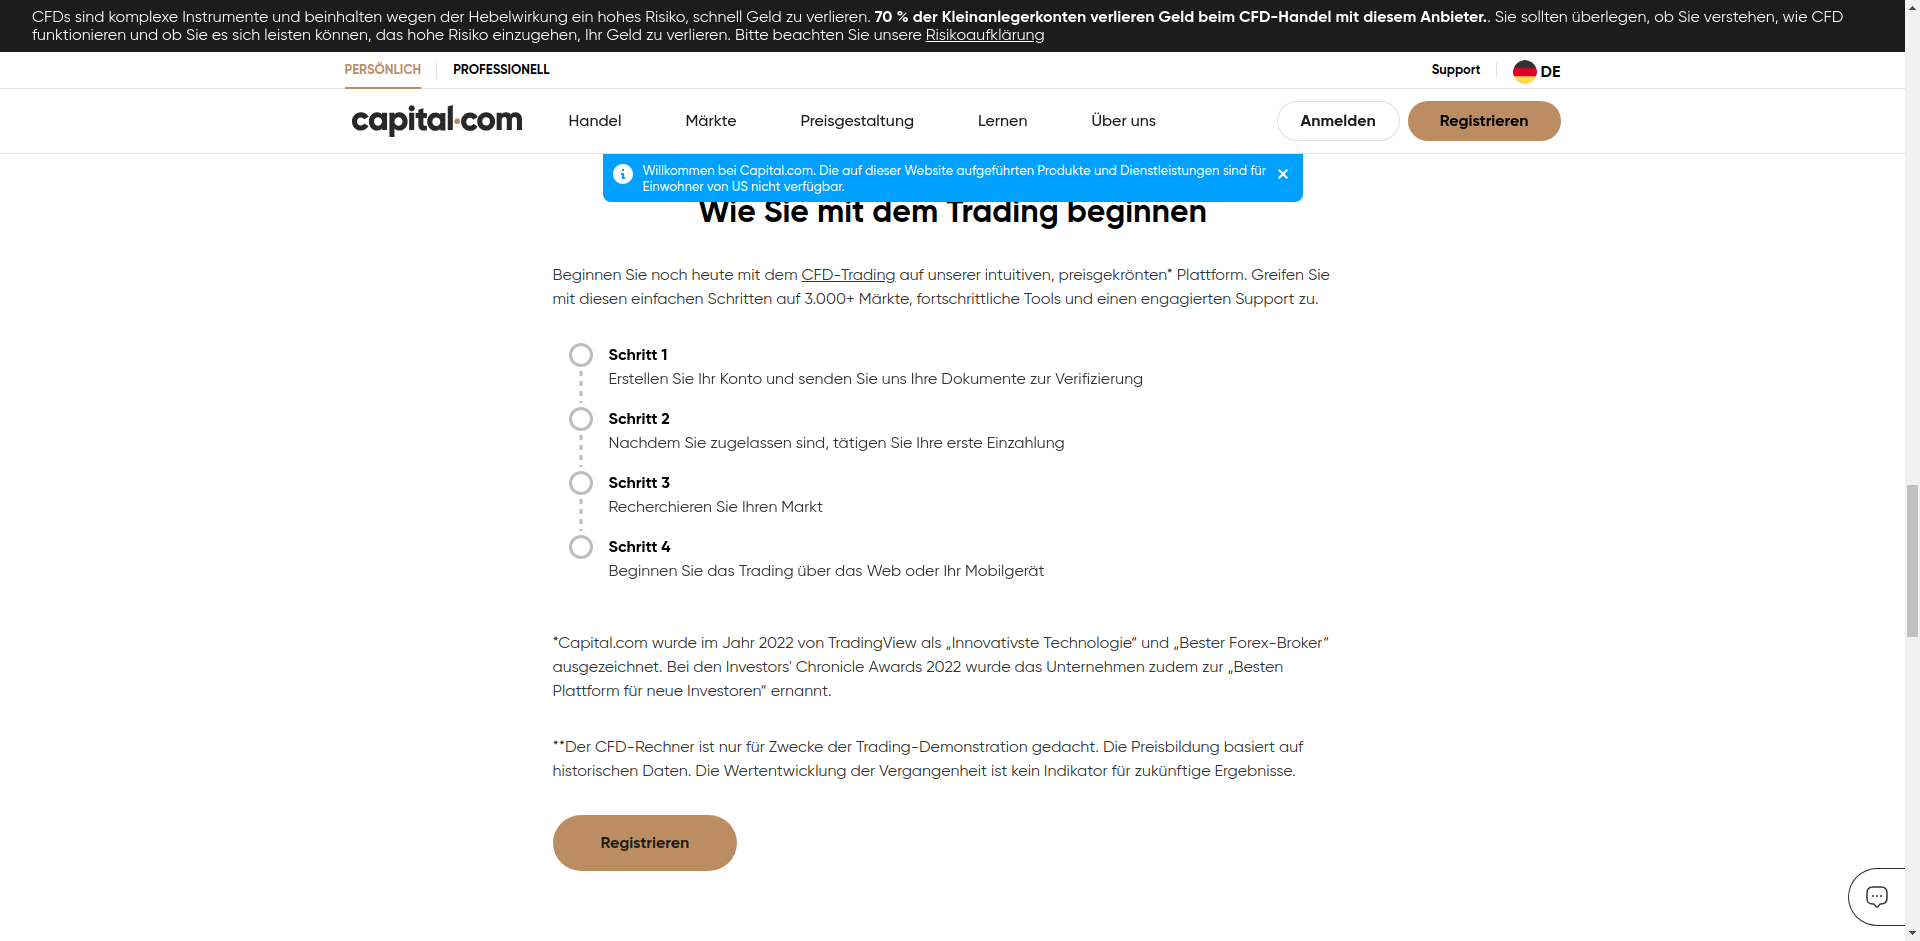 CFDs sind komplexe Instrumente und beinhalten wegen der Hebelwirkung ein hohes Risiko, schnell Geld zu verlieren. 70 % der Kleinanlegerkonten verlieren Geld beim CFD-Handel mit diesem Anbieter.. Sie sollten überlegen, ob Sie verstehen, wie CFD
funktionieren und ob Sie es sich leisten können, das hohe Risiko einzugehen, Ihr Geld zu verlieren. Bitte beachten Sie unsere Risikoaufklärung
PERSÖNLICH PROFESSIONELL Support DE
capital.com Handel Märkte Preisgestaltung Lernen Über uns Anmelden Registrieren
Willkommen bei Capital.com. Die auf dieser Website aufgeführten Produkte und Dienstleistungen sind für
Einwohner von US nicht verfügbar.
Wie Sie mit dem Trading beginnen
Beginnen Sie noch heute mit dem CFD-Trading auf unserer intuitiven, preisgekrönten* Plattform. Greifen Sie
mit diesen einfachen Schritten auf 3.000+ Märkte, fortschrittliche Tools und einen engagierten Support zu.
Schritt 1
Erstellen Sie Ihr Konto und senden Sie uns Ihre Dokumente zur Verifizierung
Schritt 2
Nachdem Sie zugelassen sind, tätigen Sie Ihre erste Einzahlung
Schritt 3
Recherchieren Sie Ihren Markt
Schritt 4
Beginnen Sie das Trading über das Web oder Ihr Mobilgerät
*Capital.com wurde im Jahr 2022 von TradingView als „Innovativste Technologie“ und „Bester Forex-Broker“
ausgezeichnet. Bei den Investors' Chronicle Awards 2022 wurde das Unternehmen zudem zur „Besten
Plattform für neue Investoren“ ernannt.
**Der CFD-Rechner ist nur für Zwecke der Trading-Demonstration gedacht. Die Preisbildung basiert auf
historischen Daten. Die Wertentwicklung der Vergangenheit ist kein Indikator für zukünftige Ergebnisse.
Registrieren